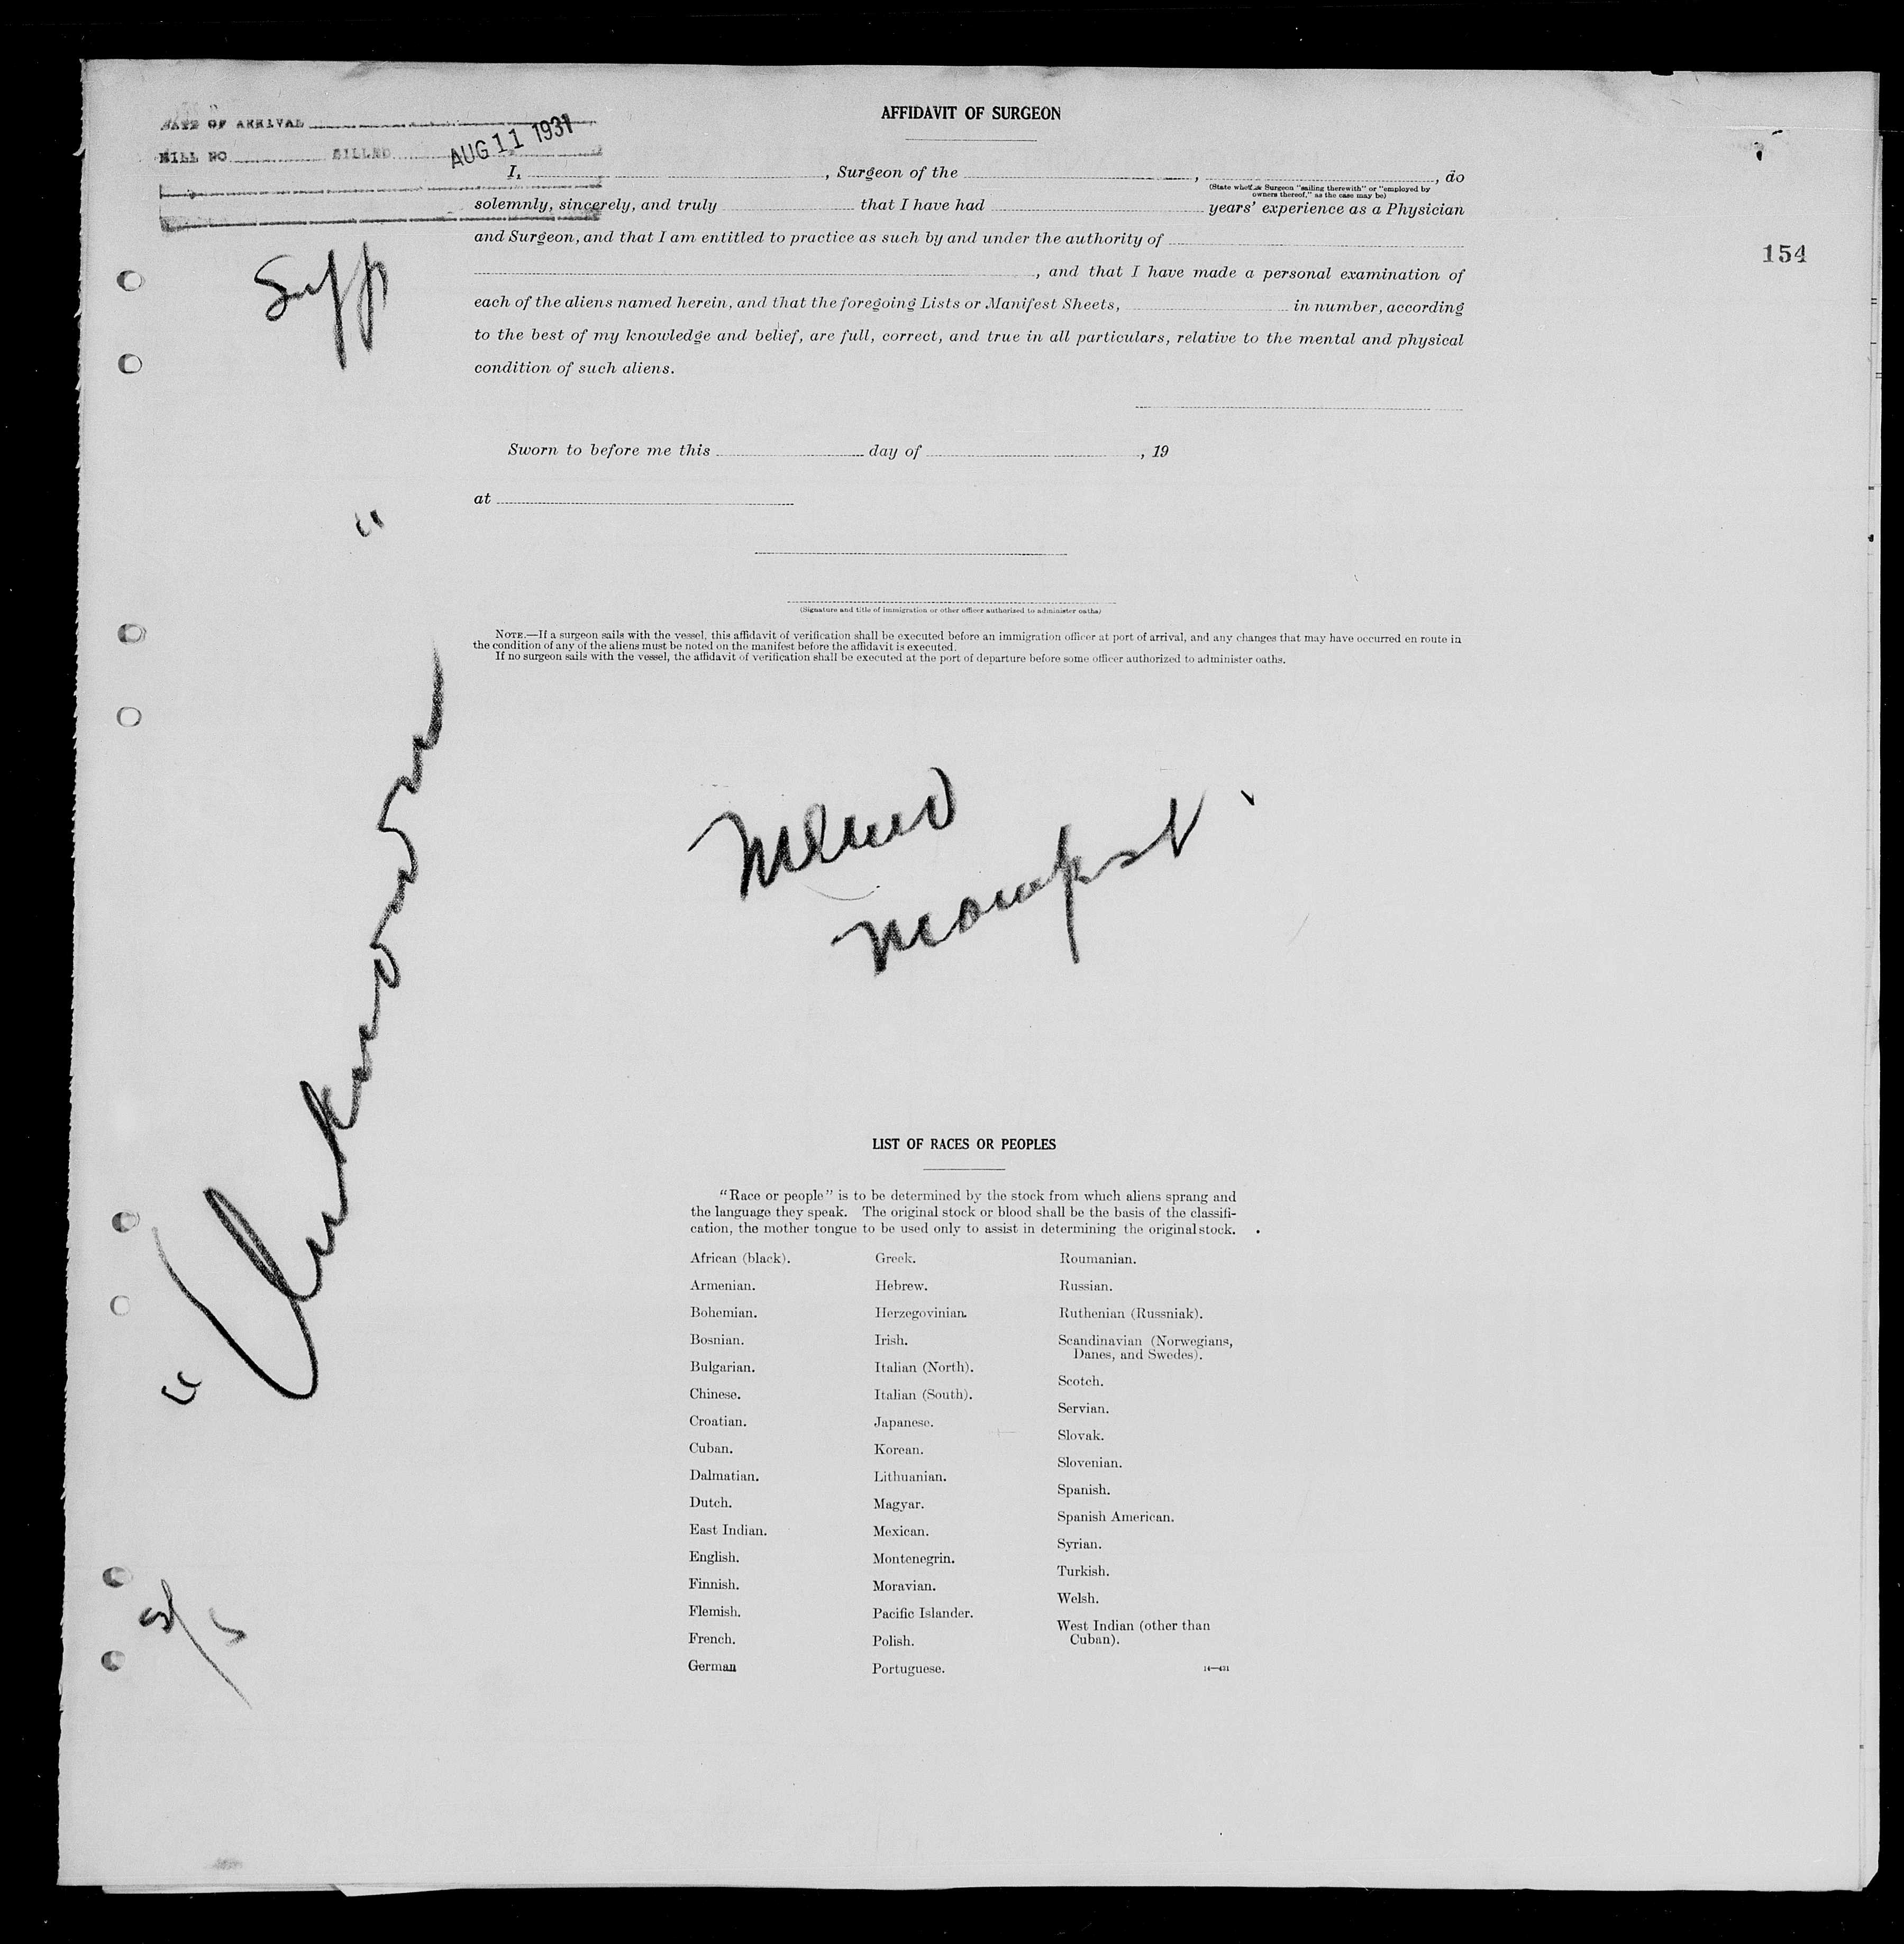 AFFIDAVIT OF SURGEON
DATE OF ARRIVAL
BILL NO BILLED
AUG 11 1931
I, , Surgeon of the , , do
(State whether Surgeon "sailing therewith" or "employed by
owners thereof," as the case may be)
solemnly, sincerely, and truly that I have had years' experience as a Physician
and Surgeon, and that I am entitled to practice as such by and under the authority of
154
, and that I have made a personal examination of
each of the aliens named herein, and that the foregoing Lists or Manifest Sheets, in number, according
to the best of my knowledge and belief, are full, correct, and true in all particulars, relative to the mental and physical
condition of such aliens.
Supp
Sworn to before me this day of , 19
at
(Signature and title of immigration or other officer authorized to administer oaths)
NOTE.—If a surgeon sails with the vessel, this affidavit of verification shall be executed before an immigration officer at port of arrival, and any changes that may have occurred en route in
the condition of any of the aliens must be noted on the manifest before the affidavit is executed.
If no surgeon sails with the vessel, the affidavit of verification shall be executed at the port of departure before some officer authorized to administer oaths.
Manifest
LIST OF RACES OR PEOPLES
"Race or people" is to be determined by the stock from which aliens sprang and
the language they speak. The original stock or blood shall be the basis of the classifi-
cation, the mother tongue to be used only to assist in determining the original stock.
African (black).
Armenian.
Bohemian.
Bosnian.
Bulgarian.
Chinese.
Croatian.
Cuban.
Dalmatian.
Dutch.
East Indian.
English.
Finnish.
Flemish.
French.
German
Greek.
Hebrew.
Herzegovinian.
Irish.
Italian (North).
Italian (South).
Japanese.
Korean.
Lithuanian.
Magyar.
Mexican.
Montenegrin.
Moravian.
Pacific Islander.
Polish.
Portuguese.
Roumanian.
Russian.
Ruthenian (Russniak).
Scandinavian (Norwegians,
Danes, and Swedes).
Scotch.
Servian.
Slovak.
Slovenian.
Spanish.
Spanish American.
Syrian.
Turkish.
Welsh.
West Indian (other than
Cuban).
14—431